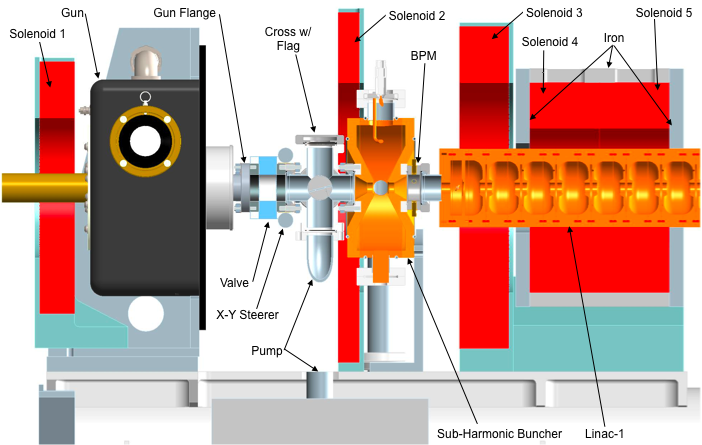 Solenoid 1
Gun
Gun Flange
Cross w/
Flag
Solenoid 2
BPM
Solenoid 3
Solenoid 4
Iron
Solenoid 5
Valve
X-Y Steerer
Pump
Sub-Harmonic Buncher
Linac-1